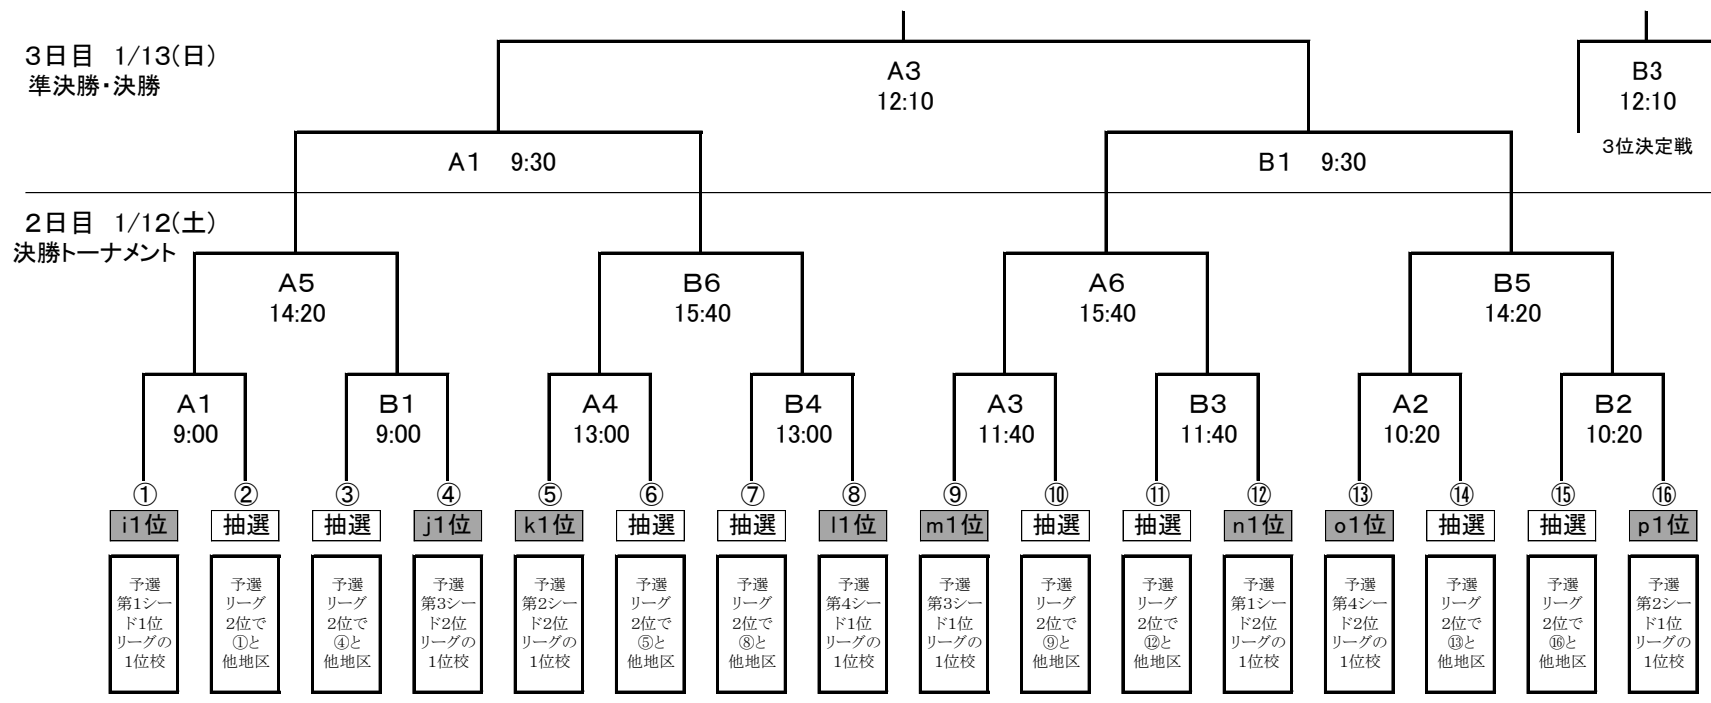 3日目 1/13(日)
準決勝・決勝
A3
12:10
B3
12:10
3位決定戦
A1 9:30
B1 9:30
2日目 1/12(土)
決勝トーナメント
A5
14:20
B6
15:40
A6
15:40
B5
14:20
A1
9:00
B1
9:00
A4
13:00
B4
13:00
A3
11:40
B3
11:40
A2
10:20
B2
10:20
① ② ③ ④ ⑤ ⑥ ⑦ ⑧ ⑨ ⑩ ⑪ ⑫ ⑬ ⑭ ⑮ ⑯
i1位 抽選 抽選 j1位 k1位 抽選 抽選 l1位 m1位 抽選 抽選 n1位 o1位 抽選 抽選 p1位
予選
第1シー
ド1位
リーグの
1位校
予選
リーグ
2位で
①と
他地区
予選
リーグ
2位で
④と
他地区
予選
第3シー
ド2位
リーグの
1位校
予選
第2シー
ド2位
リーグの
1位校
予選
リーグ
2位で
⑤と
他地区
予選
リーグ
2位で
⑧と
他地区
予選
第4シー
ド1位
リーグの
1位校
予選
第3シー
ド1位
リーグの
1位校
予選
リーグ
2位で
⑨と
他地区
予選
リーグ
2位で
⑫と
他地区
予選
第1シー
ド2位
リーグの
1位校
予選
第4シー
ド2位
リーグの
1位校
予選
リーグ
2位で
⑬と
他地区
予選
リーグ
2位で
⑯と
他地区
予選
第2シー
ド1位
リーグの
1位校